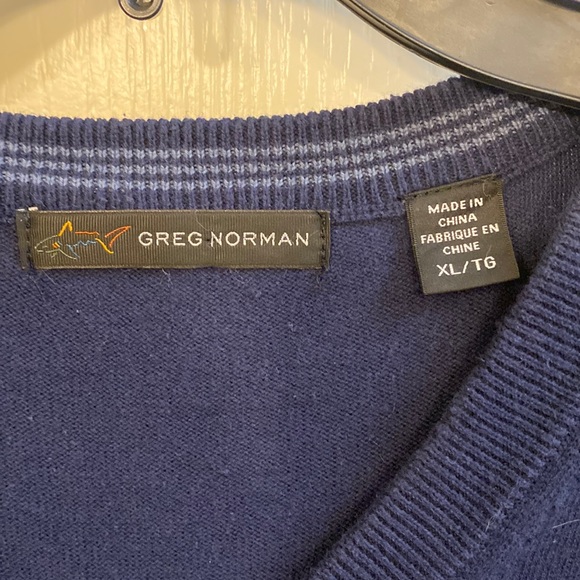 GREG NORMAN
MADE IN
CHINA
FABRIQUE EN
CHINE
XL/TG